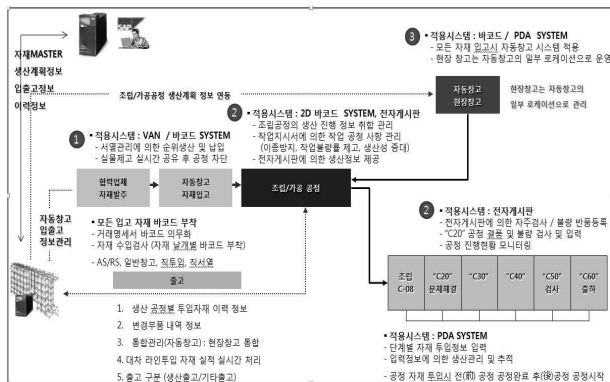 자재MASTER
생산계획정보
입출고정보
이력정보
SAP
조립/가공공정 생산계획 정보 연동
3
▪ 적용시스템 : 바코드 / PDA SYSTEM
- 모든 자재 입고시 자동창고 시스템 적용
- 현장 창고는 자동창고의 일부 로케이션으로 운영
자동창고
현장창고
현장창고는 자동창고의
일부 로케이션으로 관리
2
▪ 적용시스템 : 2D 바코드 SYSTEM, 전자게시판
- 조립공정의 생산 진행 정보 취합 관리
- 작업지시서에 의한 작업 공정 사항 관리
(이종방지, 작업불량률 제고, 생산성 증대)
- 전자게시판에 의한 생산정보 제공
1
▪ 적용시스템 : VAN / 바코드 SYSTEM
- 서열관리에 의한 순위생산 및 납입
- 실물재고 실시간 공유 후 공정 차단
협력업체
자재발주
자동창고
자재입고
조립/가공 공정
자동창고
입출고
정보관리
▪ 모든 입고 자재 바코드 부착
- 거래명세서 바코드 의무화
- 자재 수입검사 (자재 낱개별 바코드 부착)
- AS/RS, 일반창고, 직투입, 직서열
출고
1. 생산 공정별 투입자재 이력 정보
2. 변경부품 내역 정보
3. 통합관리(자동창고) : 현장창고 통합
4. 대차 라인투입 자재 실적 실시간 처리
5. 출고 구분 (생산출고/기타출고)
2
▪ 적용시스템 : 전자게시판
- 전자게시판에 의한 자주검사 / 불량 반품등록
- "C20" 공정 결품 및 불량 검사 및 입력
- 공정 진행현황 모니터링
조립
C-08
"C20"
문제해결
"C30"
"C40"
"C50"
검사
"C60"
출하
▪ 적용시스템 : PDA SYSTEM
- 단계별 자재 투입정보 입력
- 입력정보에 의한 생산관리 및 추적
- 공정 자재 투입시 전(前) 공정 공정완료 후(後)공정 공정시작